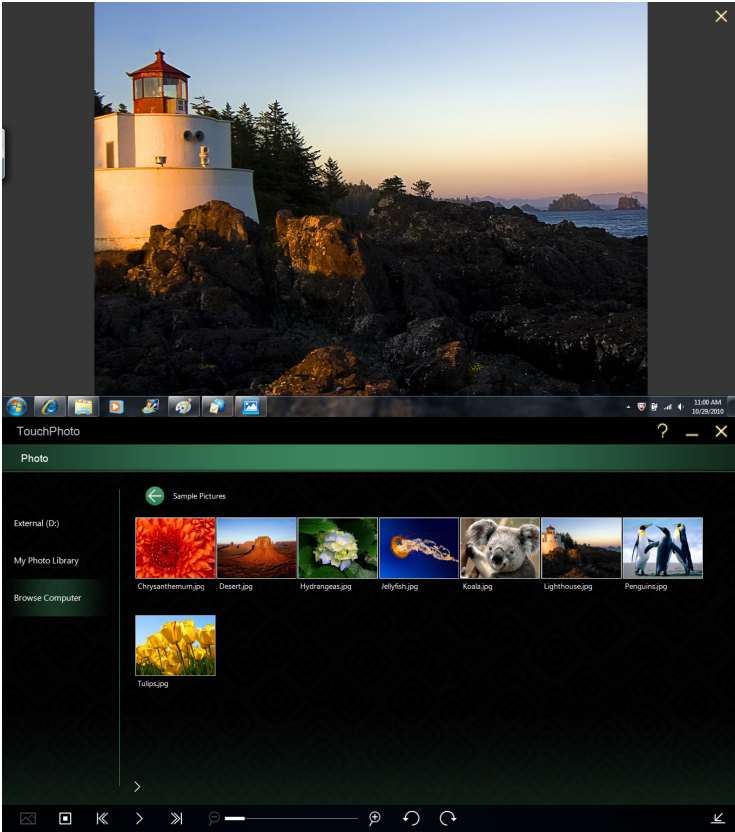 11:00 AM
10/29/2010
TouchPhoto
Photo
Sample Pictures
External (D:)
My Photo Library
Browse Computer
Chrysanthemum.jpg
Desert.jpg
Hydrangeas.jpg
Jellyfish.jpg
Koala.jpg
Lighthouse.jpg
Penguins.jpg
Tulips.jpg